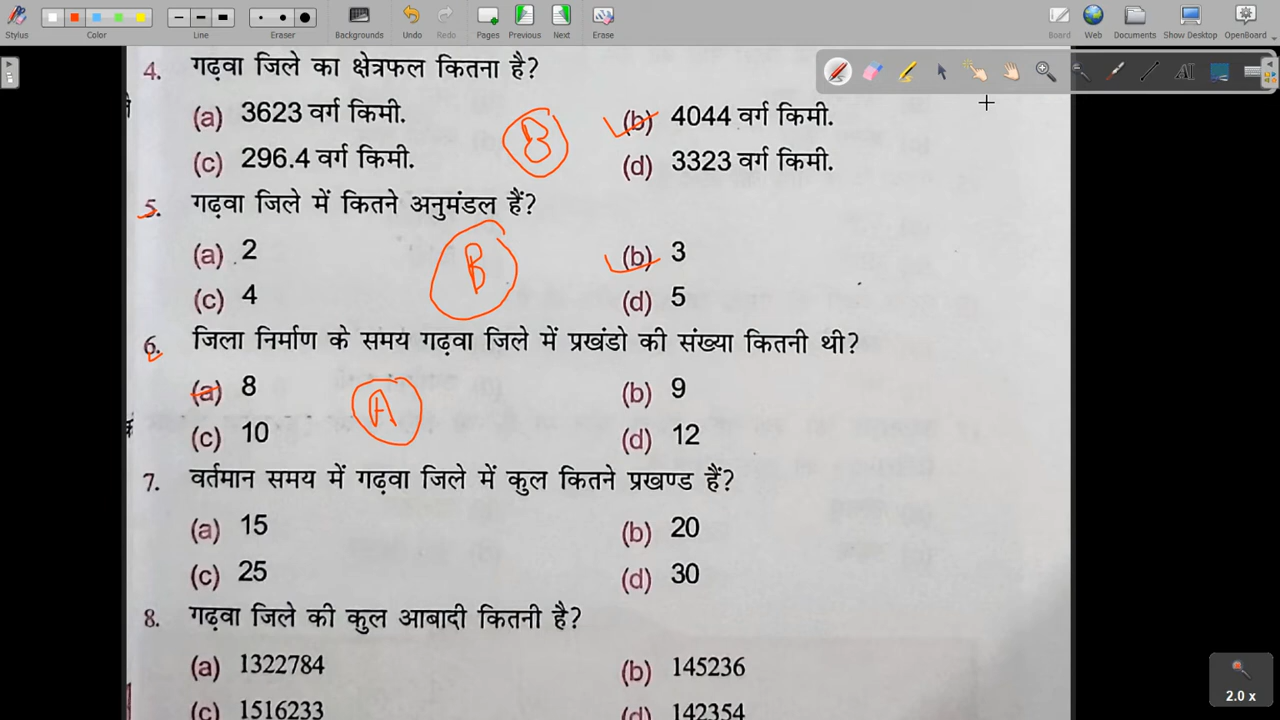 Stylus Color Line Eraser Backgrounds Undo Redo Pages Previous Next Erase Board Web Documents Show Desktop OpenBoard
4. गढ़वा जिले का क्षेत्रफल कितना है?
(a) 3623 वर्ग किमी. (b) 4044 वर्ग किमी.
B
(c) 296.4 वर्ग किमी. (d) 3323 वर्ग किमी.
5. गढ़वा जिले में कितने अनुमंडल हैं?
(a) 2 (b) 3
B
(c) 4 (d) 5
6. जिला निर्माण के समय गढ़वा जिले में प्रखंडो की संख्या कितनी थी?
(a) 8 (b) 9
A
(c) 10 (d) 12
7. वर्तमान समय में गढ़वा जिले में कुल कितने प्रखण्ड हैं?
(a) 15 (b) 20
(c) 25 (d) 30
8. गढ़वा जिले की कुल आबादी कितनी है?
(a) 1322784 (b) 145236
(c) 1516233 (d) 142354
2.0 x